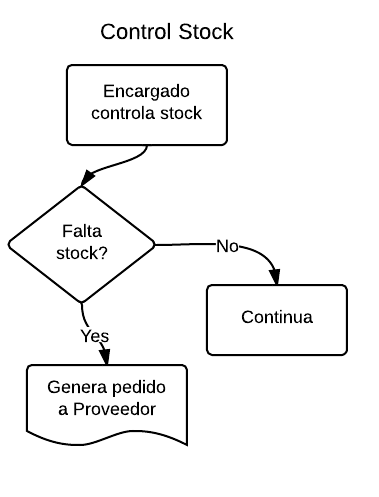 Control Stock
Encargado
controla stock
Falta
stock?
No
Continua
Yes
Genera pedido
a Proveedor